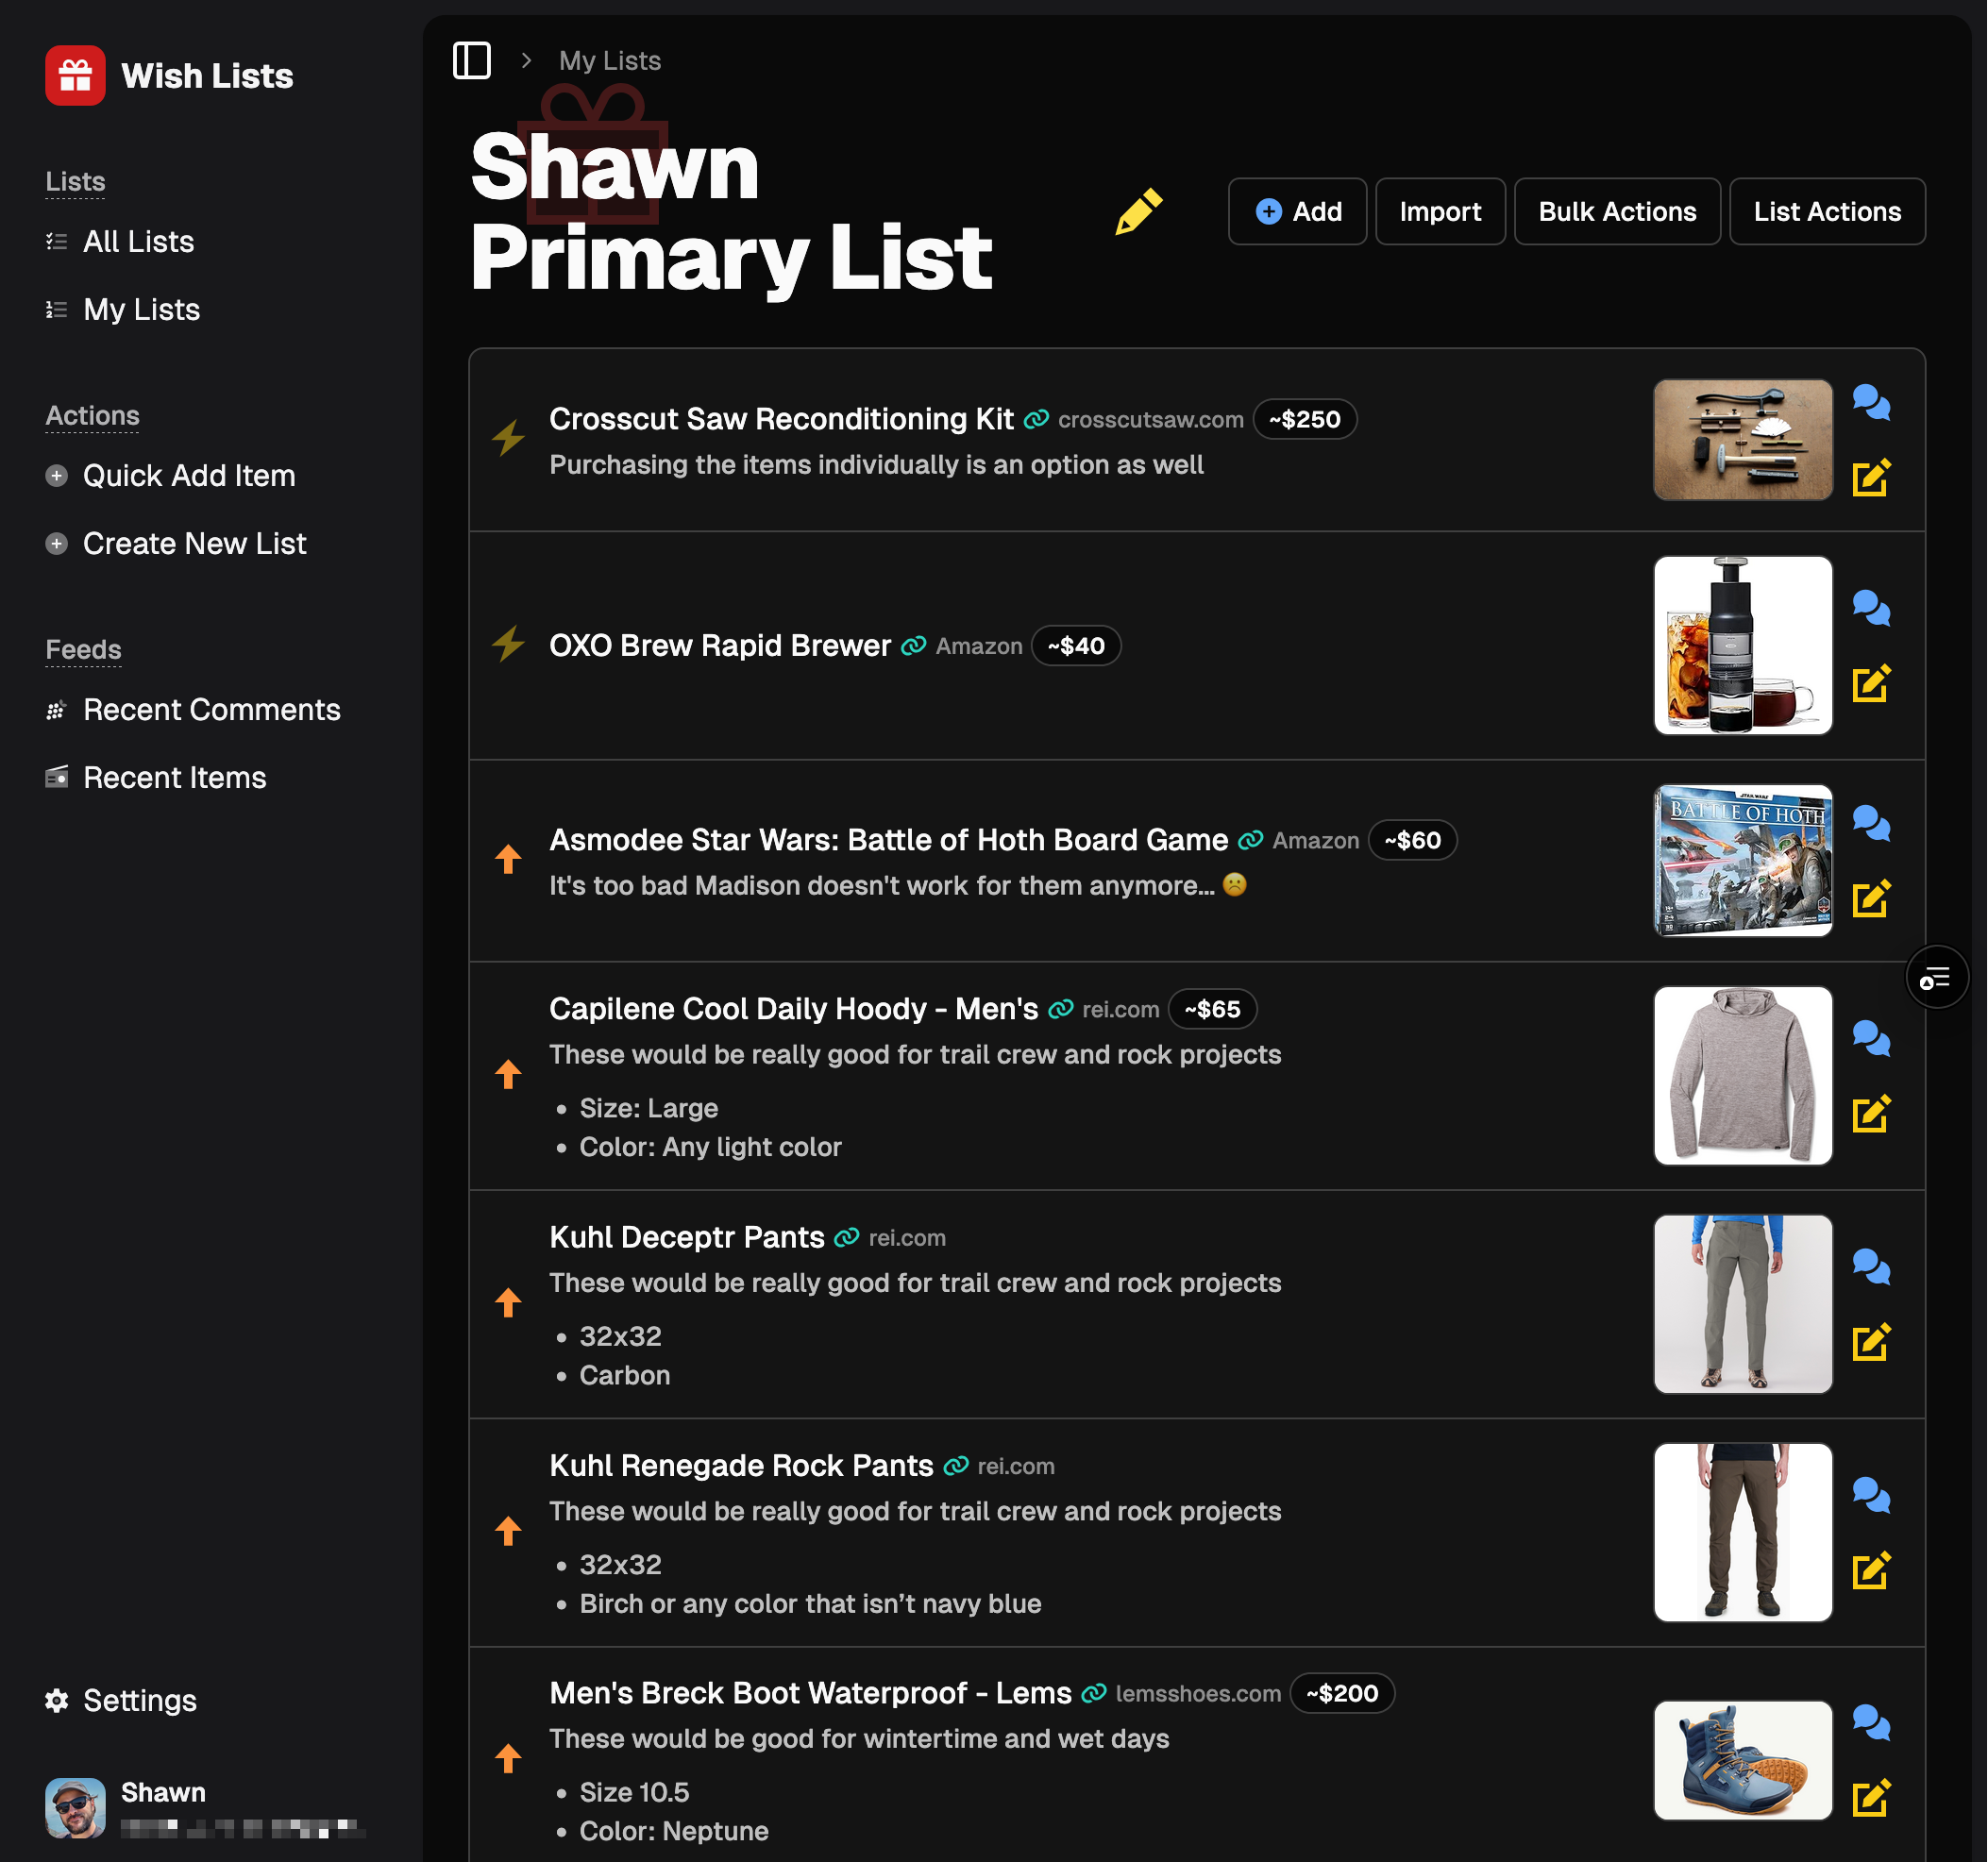 Wish Lists
Lists
All Lists
My Lists
Actions
Quick Add Item
Create New List
Feeds
Recent Comments
Recent Items
Settings
Shawn
My Lists
Shawn
Primary List
Add
Import
Bulk Actions
List Actions
Crosscut Saw Reconditioning Kit crosscutsaw.com ~$250
Purchasing the items individually is an option as well
OXO Brew Rapid Brewer Amazon ~$40
Asmodee Star Wars: Battle of Hoth Board Game Amazon ~$60
It's too bad Madison doesn't work for them anymore... ☹️
STAR WARS
BATTLE OF HOTH
Capilene Cool Daily Hoody - Men's rei.com ~$65
These would be really good for trail crew and rock projects
• Size: Large
• Color: Any light color
Kuhl Deceptr Pants rei.com
These would be really good for trail crew and rock projects
• 32x32
• Carbon
Kuhl Renegade Rock Pants rei.com
These would be really good for trail crew and rock projects
• 32x32
• Birch or any color that isn’t navy blue
Men's Breck Boot Waterproof - Lems lemsshoes.com ~$200
These would be good for wintertime and wet days
• Size 10.5
• Color: Neptune